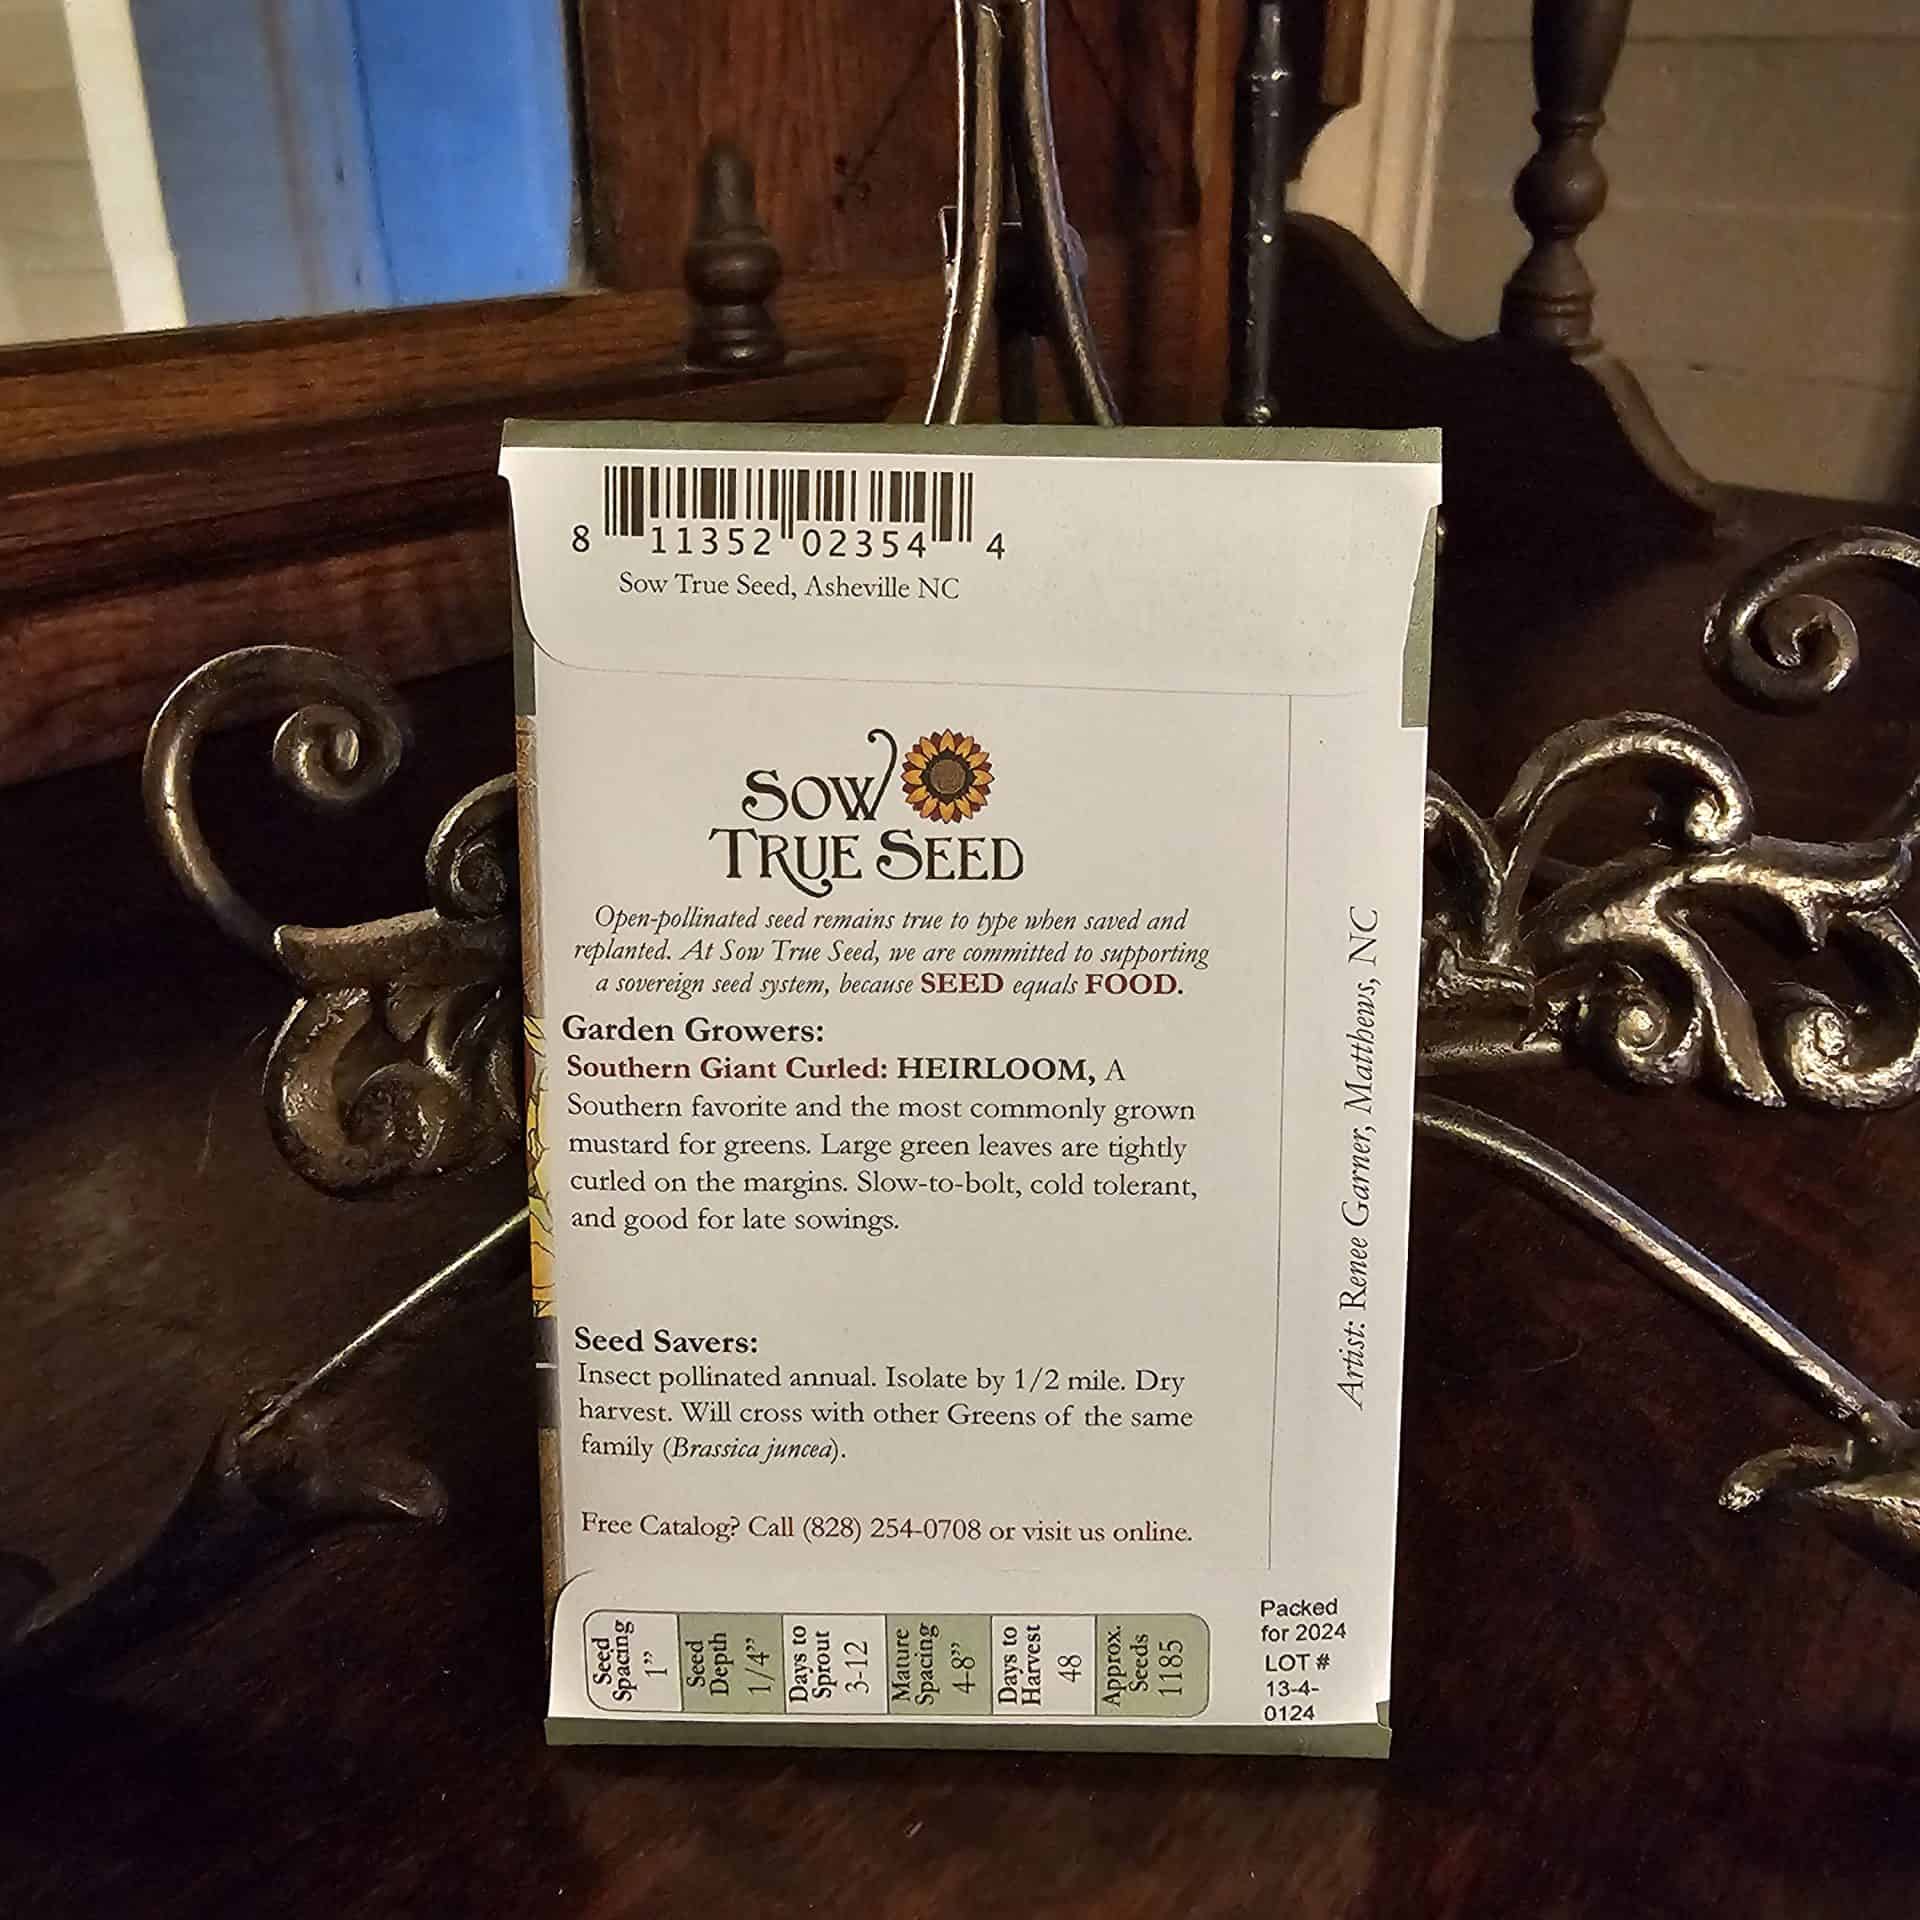 8 11352 02354 4
Sow True Seed, Asheville NC
SOW
TRUE SEED
Open-pollinated seed remains true to type when saved and
replanted. At Sow True Seed, we are committed to supporting
a sovereign seed system, because SEED equals FOOD.
Garden Growers:
Southern Giant Curled: HEIRLOOM, A
Southern favorite and the most commonly grown
mustard for greens. Large green leaves are tightly
curled on the margins. Slow-to-bolt, cold tolerant,
and good for late sowings.
Seed Savers:
Insect pollinated annual. Isolate by 1/2 mile. Dry
harvest. Will cross with other Greens of the same
family (Brassica juncea).
Free Catalog? Call (828) 254-0708 or visit us online.
Artist: Renee Garner, Matthews, NC
Seed
Spacing
1”
Seed
Depth
1/4”
Days to
Sprout
3-12
Mature
Spacing
4-8”
Days to
Harvest
48
Approx.
Seeds
1185
Packed
for 2024
LOT #
13-4-
0124